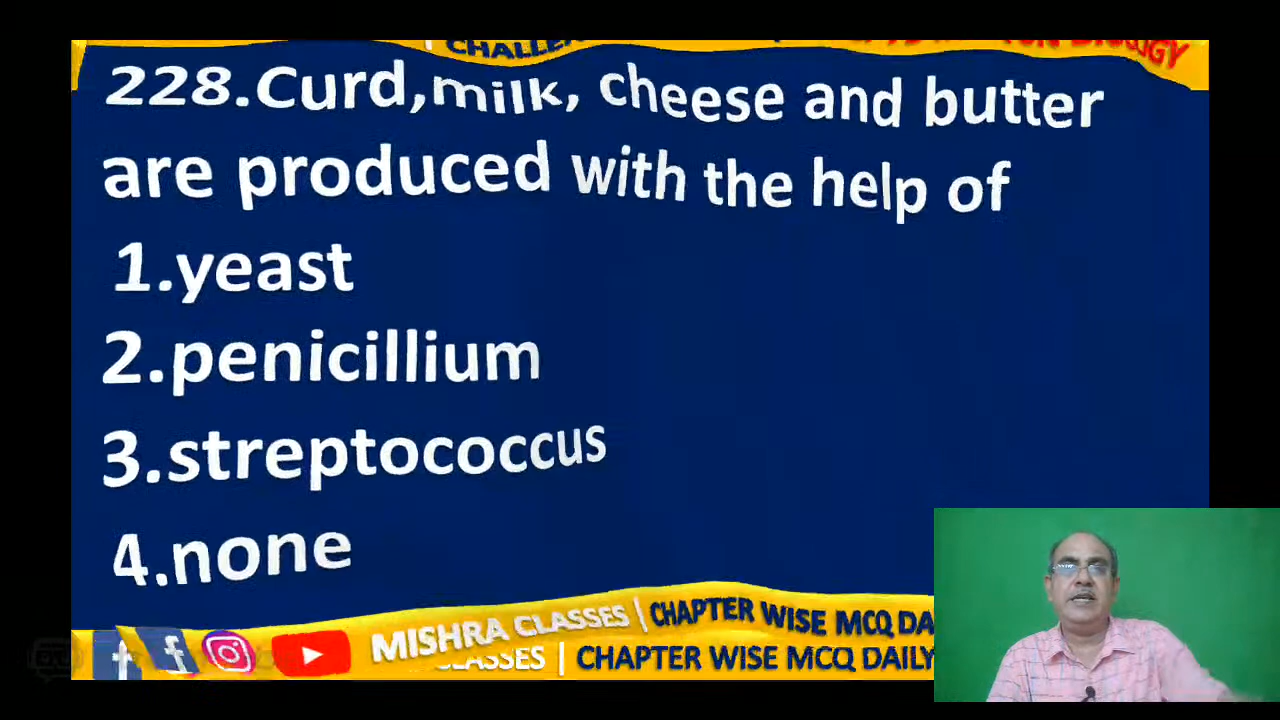 CHALLE
228.Curd,milk, cheese and butter
are produced with the help of
1.yeast
2.penicillium
3.streptococcus
4.none
MISHRA CLASSES | CHAPTER WISE MCQ DA
CLASSES | CHAPTER WISE MCQ DAILY